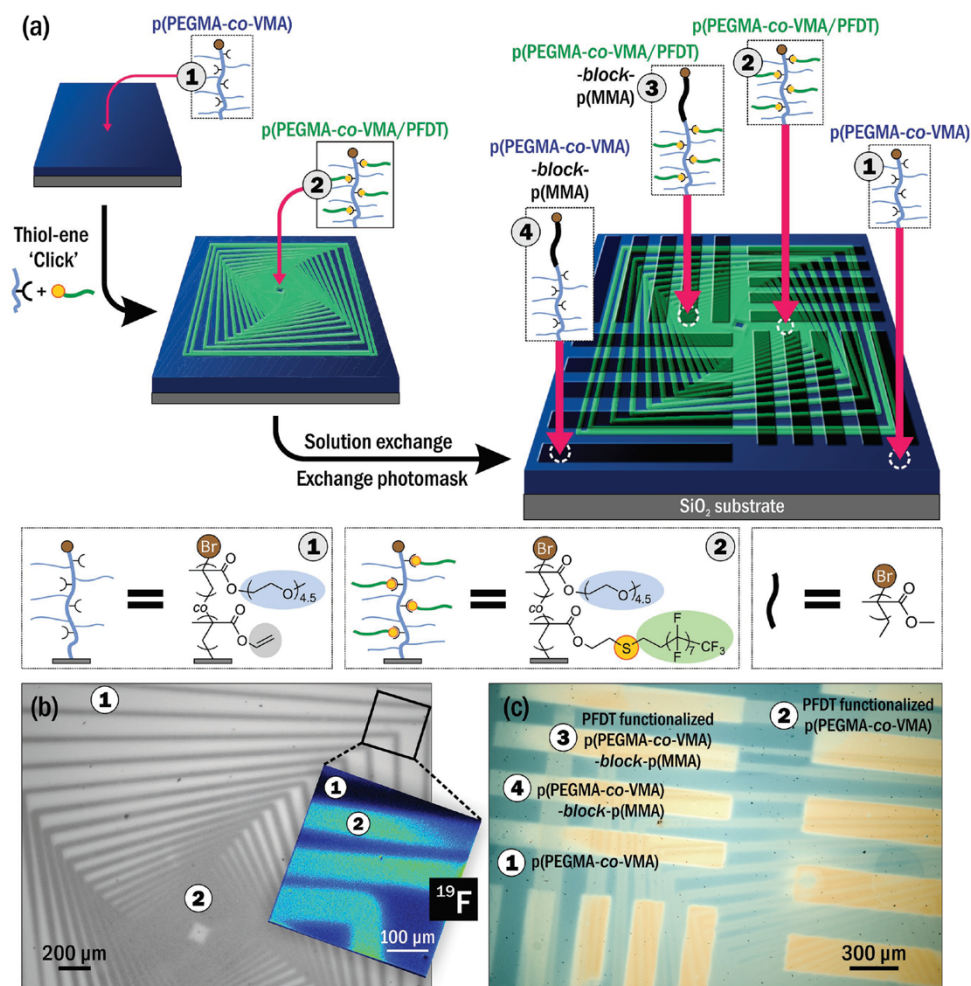 (a)
p(PEGMA-co-VMA)
1
Thiol-ene
'Click'
+
p(PEGMA-co-VMA/PFDT)
2
Solution exchange
Exchange photomask
p(PEGMA-co-VMA)
-block-
p(MMA)
4
p(PEGMA-co-VMA/PFDT)
-block-
p(MMA)
3
p(PEGMA-co-VMA/PFDT)
2
p(PEGMA-co-VMA)
1
SiO₂ substrate
=
1
Br
O
O
O
4.5
co
O
O
=
2
Br
O
O
O
4.5
co
O
O
S
F
F
7
CF₃
=
Br
O
O
(b)
1
2
1
2
¹⁹F
200 µm
100 µm
(c)
2
PFDT functionalized
p(PEGMA-co-VMA)
3
PFDT functionalized
p(PEGMA-co-VMA)
-block-p(MMA)
4
p(PEGMA-co-VMA)
-block-p(MMA)
1
p(PEGMA-co-VMA)
300 µm